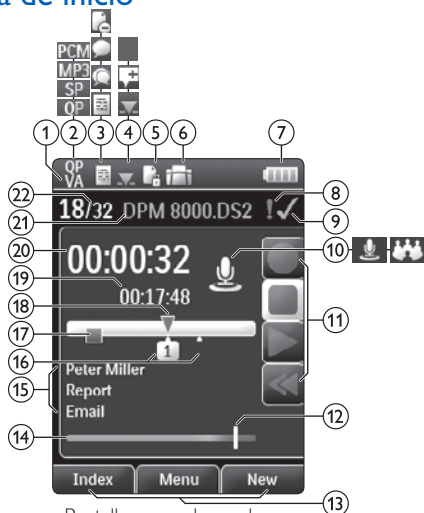 a de inicio
PCM
MP3
SP
QP
1 2 3 4 5 6 7
QP
VA
22 8
18/32 DPM 8000.DS2 !
21 9
20 00:00:32 10
19 00:17:48
18 11
17
16 1
Peter Miller
15 Report
Email 12
14
Index Menu New
13